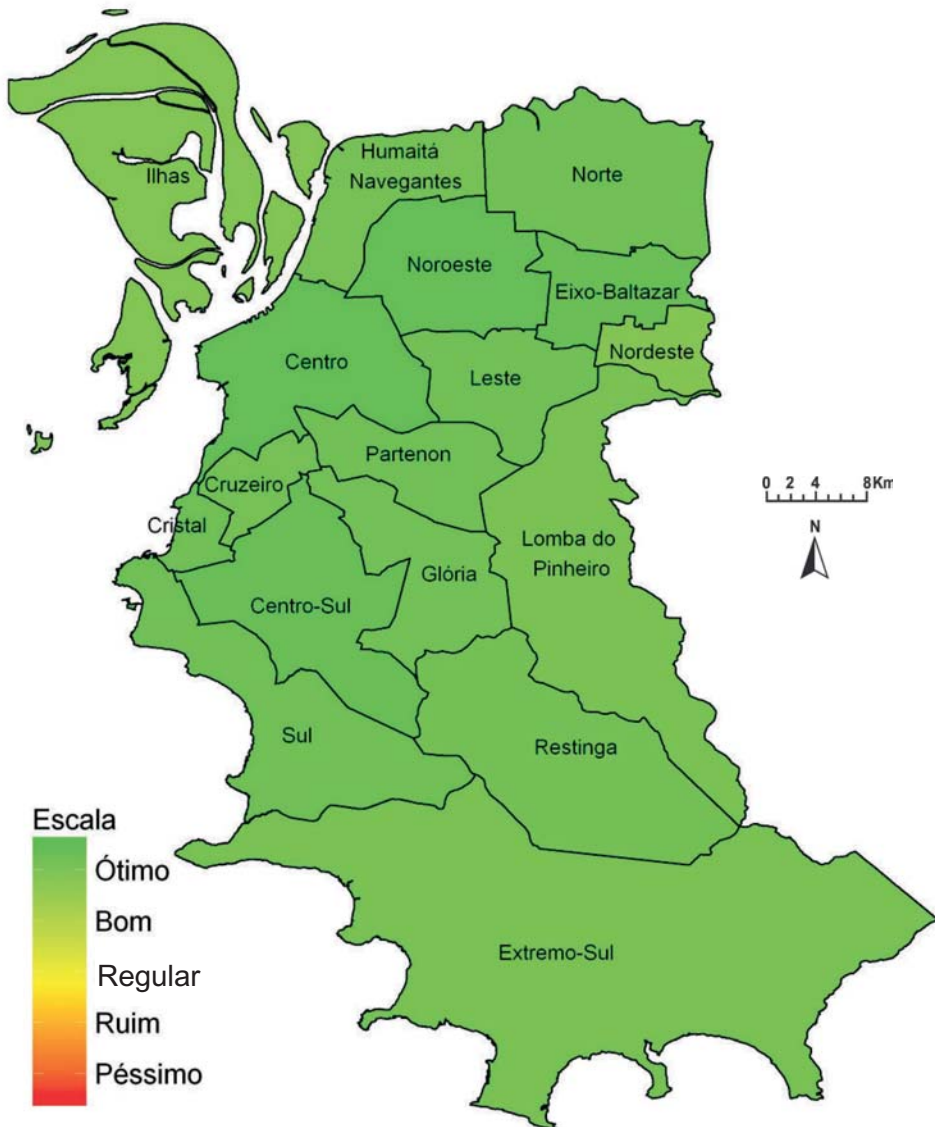 Humaitá
Navegantes
Ilhas
Norte
Noroeste
Eixo-Baltazar
Nordeste
Centro
Leste
Partenon
Cruzeiro
Cristal
0 2 4 8Km
N
Lomba do
Pinheiro
Glória
Centro-Sul
Sul
Restinga
Extremo-Sul
Escala
Ótimo
Bom
Regular
Ruim
Péssimo